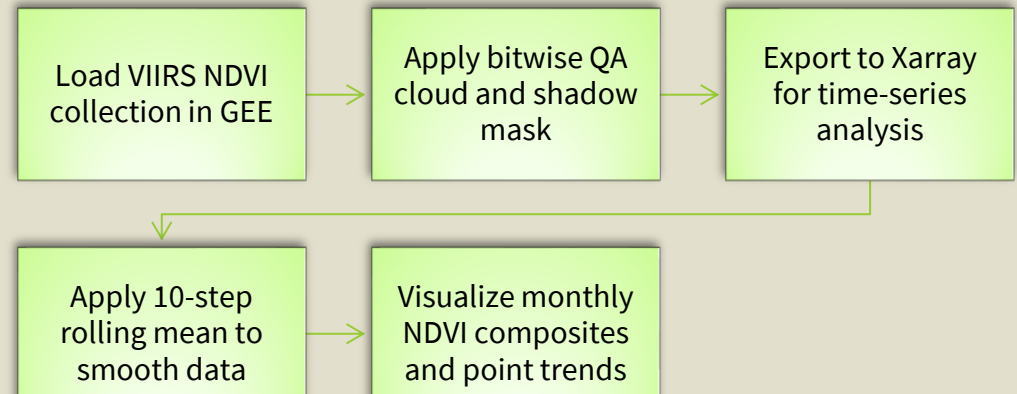 Load VIIRS NDVI
collection in GEE
Apply bitwise QA
cloud and shadow
mask
Export to Xarray
for time-series
analysis
Apply 10-step
rolling mean to
smooth data
Visualize monthly
NDVI composites
and point trends